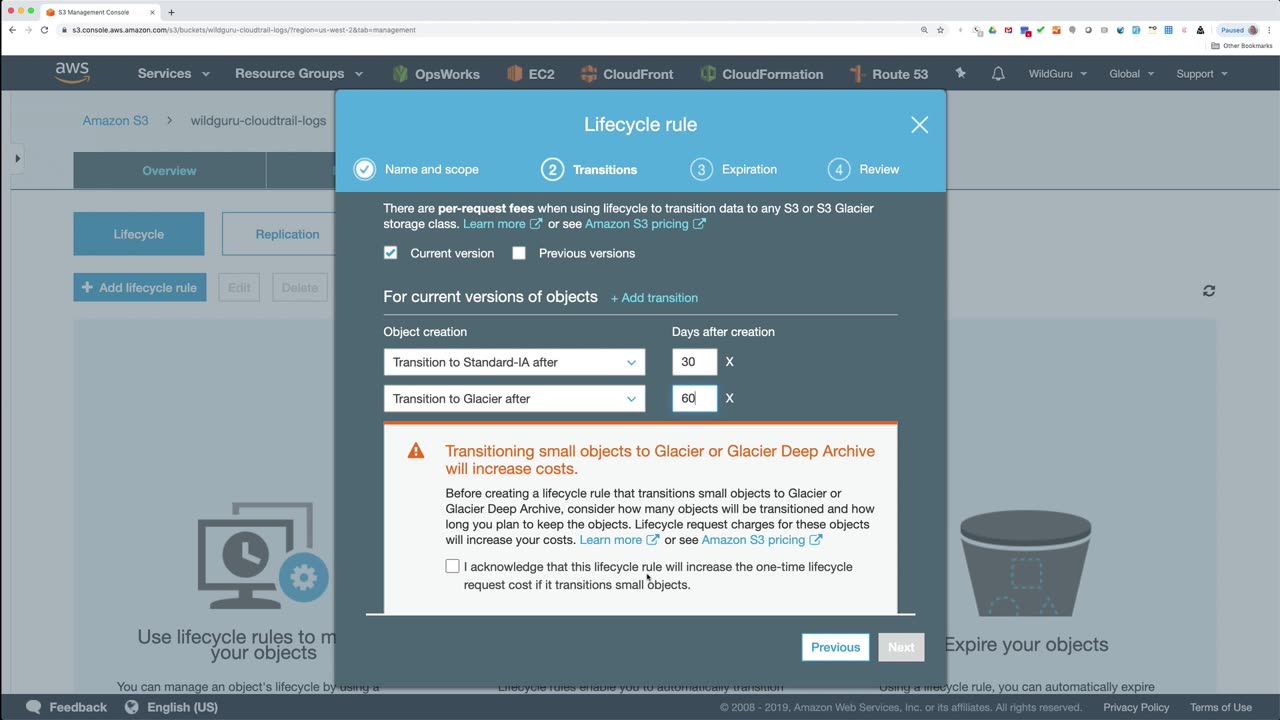 S3 Management Console
s3.console.aws.amazon.com/s3/buckets/wildguru-cloudtrail-logs/?region=us-west-2&tab=management
Paused
Other Bookmarks
aws
Services
Resource Groups
OpsWorks
EC2
CloudFront
CloudFormation
Route 53
WildGuru
Global
Support
Amazon S3 > wildguru-cloudtrail-logs
Overview
Lifecycle
Replication
+ Add lifecycle rule
Edit
Delete
Lifecycle rule
Name and scope
2 Transitions
3 Expiration
4 Review
There are per-request fees when using lifecycle to transition data to any S3 or S3 Glacier
storage class. Learn more or see Amazon S3 pricing
Current version
Previous versions
For current versions of objects + Add transition
Object creation
Days after creation
Transition to Standard-IA after
30 X
Transition to Glacier after
60 X
Transitioning small objects to Glacier or Glacier Deep Archive
will increase costs.
Before creating a lifecycle rule that transitions small objects to Glacier or
Glacier Deep Archive, consider how many objects will be transitioned and how
long you plan to keep the objects. Lifecycle request charges for these objects
will increase your costs. Learn more or see Amazon S3 pricing
I acknowledge that this lifecycle rule will increase the one-time lifecycle
request cost if it transitions small objects.
Previous
Next
Use lifecycle rules to m
your objects
Expire your objects
You can manage an object's lifecycle by using a
Lifecycle rules enable you to automatically transition
Using a lifecycle rule, you can automatically expire
Feedback
English (US)
© 2008 - 2019, Amazon Web Services, Inc. or its affiliates. All rights reserved.
Privacy Policy
Terms of Use